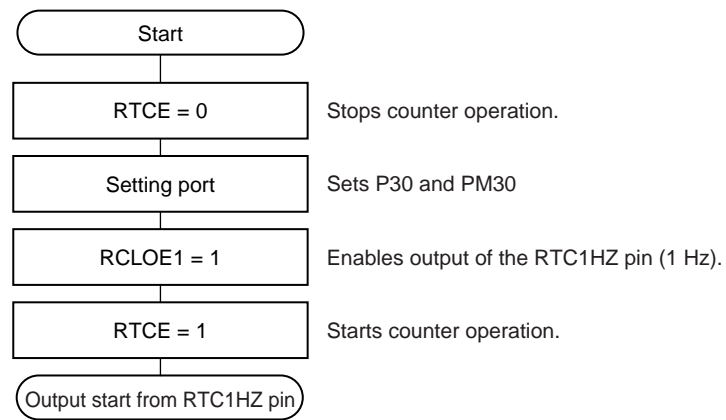 Start
RTCE = 0
Stops counter operation.
Setting port
Sets P30 and PM30
RCLOE1 = 1
Enables output of the RTC1HZ pin (1 Hz).
RTCE = 1
Starts counter operation.
Output start from RTC1HZ pin